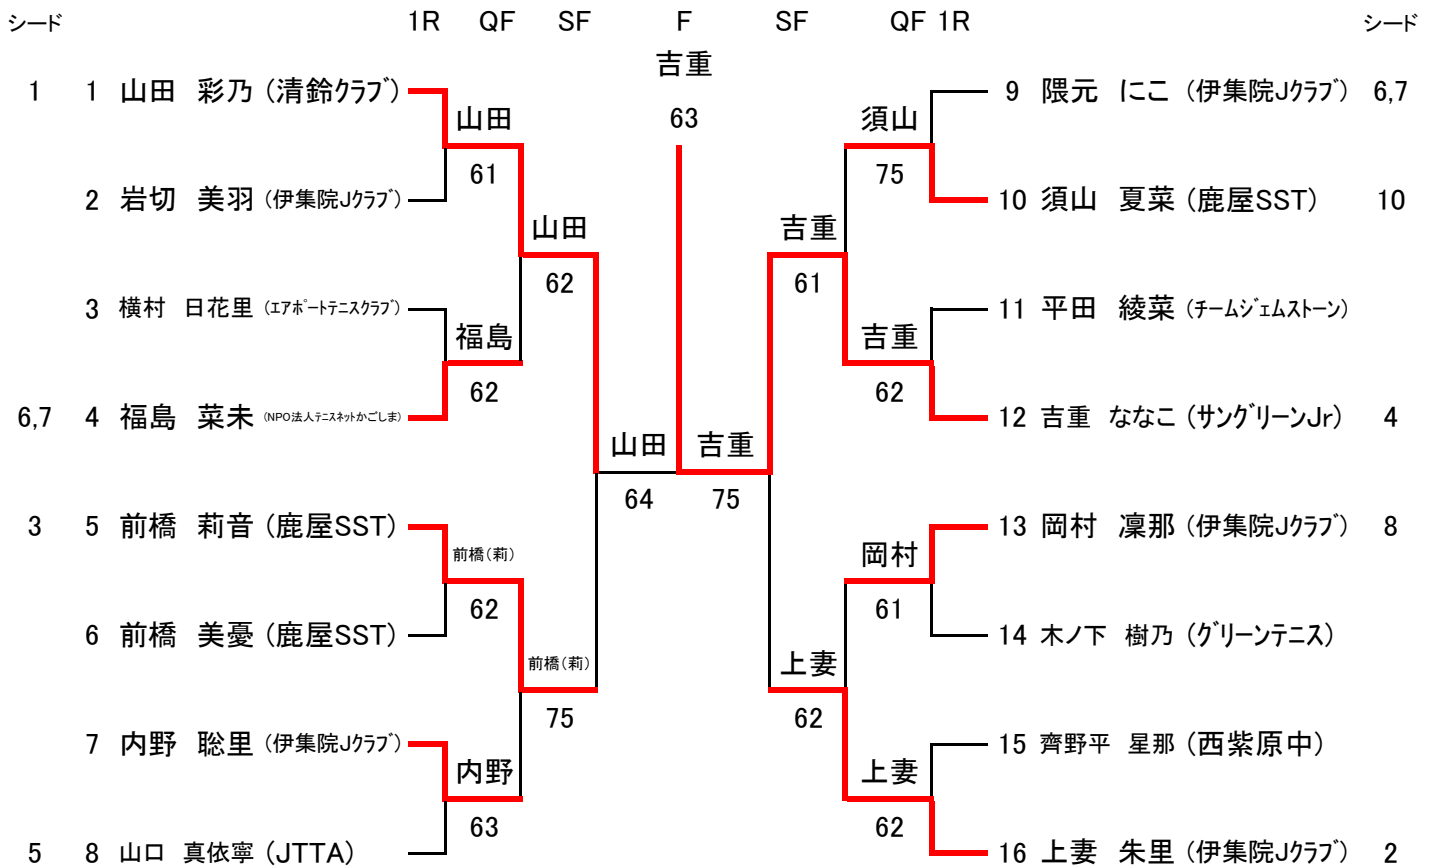 シード 1R QF SF F SF QF 1R シード
吉重
1 1 山田 彩乃 (清鈴クラブ) 9 隈元 にこ (伊集院Jクラブ) 6,7
山田 63 須山
61 75
2 岩切 美羽 (伊集院Jクラブ) 10 須山 夏菜 (鹿屋SST) 10
山田 吉重
62 61
3 横村 日花里 (エアポートテニスクラブ) 11 平田 綾菜 (チームジェムストーン)
福島 吉重
62 62
6,7 4 福島 菜未 (NPO法人テニスネットかごしま) 12 吉重 ななこ (サングリーンJr) 4
山田 吉重
64 75
3 5 前橋 莉音 (鹿屋SST) 13 岡村 凜那 (伊集院Jクラブ) 8
前橋(莉) 岡村
62 61
6 前橋 美憂 (鹿屋SST) 14 木ノ下 樹乃 (グリーンテニス)
前橋(莉) 上妻
75 62
7 内野 聡里 (伊集院Jクラブ) 15 齊野平 星那 (西紫原中)
内野 上妻
63 62
5 8 山口 真依寧 (JTTA) 16 上妻 朱里 (伊集院Jクラブ) 2